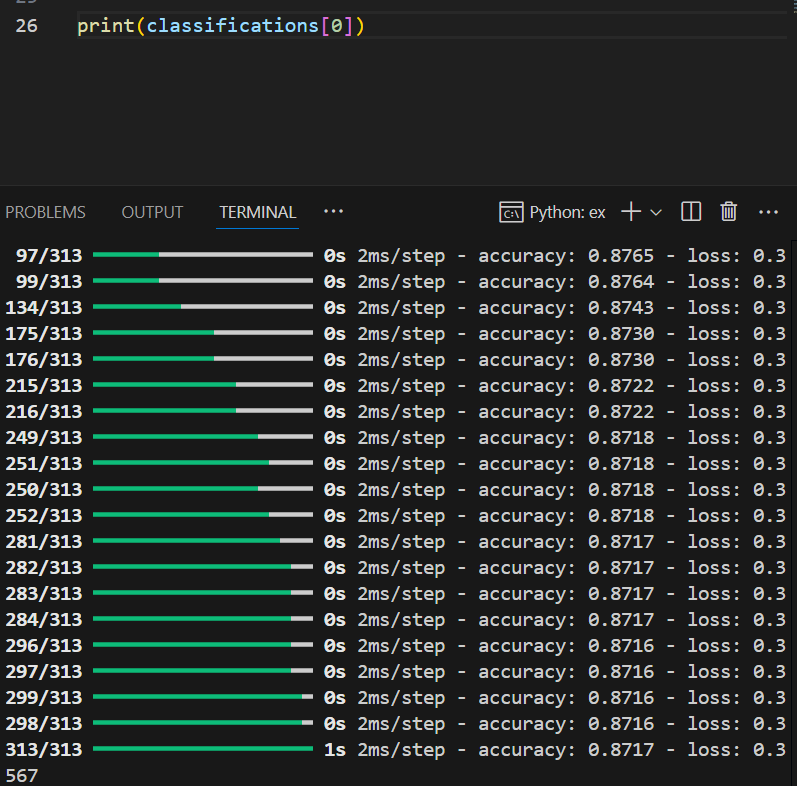 26 print(classifications[0])
PROBLEMS OUTPUT TERMINAL ··· C:\ Python: ex
97/313 0s 2ms/step - accuracy: 0.8765 - loss: 0.3
99/313 0s 2ms/step - accuracy: 0.8764 - loss: 0.3
134/313 0s 2ms/step - accuracy: 0.8743 - loss: 0.3
175/313 0s 2ms/step - accuracy: 0.8730 - loss: 0.3
176/313 0s 2ms/step - accuracy: 0.8730 - loss: 0.3
215/313 0s 2ms/step - accuracy: 0.8722 - loss: 0.3
216/313 0s 2ms/step - accuracy: 0.8722 - loss: 0.3
249/313 0s 2ms/step - accuracy: 0.8718 - loss: 0.3
251/313 0s 2ms/step - accuracy: 0.8718 - loss: 0.3
250/313 0s 2ms/step - accuracy: 0.8718 - loss: 0.3
252/313 0s 2ms/step - accuracy: 0.8718 - loss: 0.3
281/313 0s 2ms/step - accuracy: 0.8717 - loss: 0.3
282/313 0s 2ms/step - accuracy: 0.8717 - loss: 0.3
283/313 0s 2ms/step - accuracy: 0.8717 - loss: 0.3
284/313 0s 2ms/step - accuracy: 0.8717 - loss: 0.3
296/313 0s 2ms/step - accuracy: 0.8716 - loss: 0.3
297/313 0s 2ms/step - accuracy: 0.8716 - loss: 0.3
299/313 0s 2ms/step - accuracy: 0.8716 - loss: 0.3
298/313 0s 2ms/step - accuracy: 0.8716 - loss: 0.3
313/313 1s 2ms/step - accuracy: 0.8717 - loss: 0.3
567